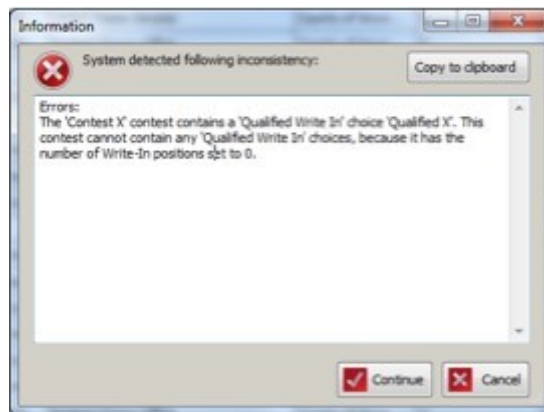 Information
System detected following inconsistency:
Copy to clipboard
Errors:
The 'Contest X' contest contains a 'Qualified Write In' choice 'Qualified X'. This
contest cannot contain any 'Qualified Write In' choices, because it has the
number of Write-In positions set to 0.
Continue
Cancel